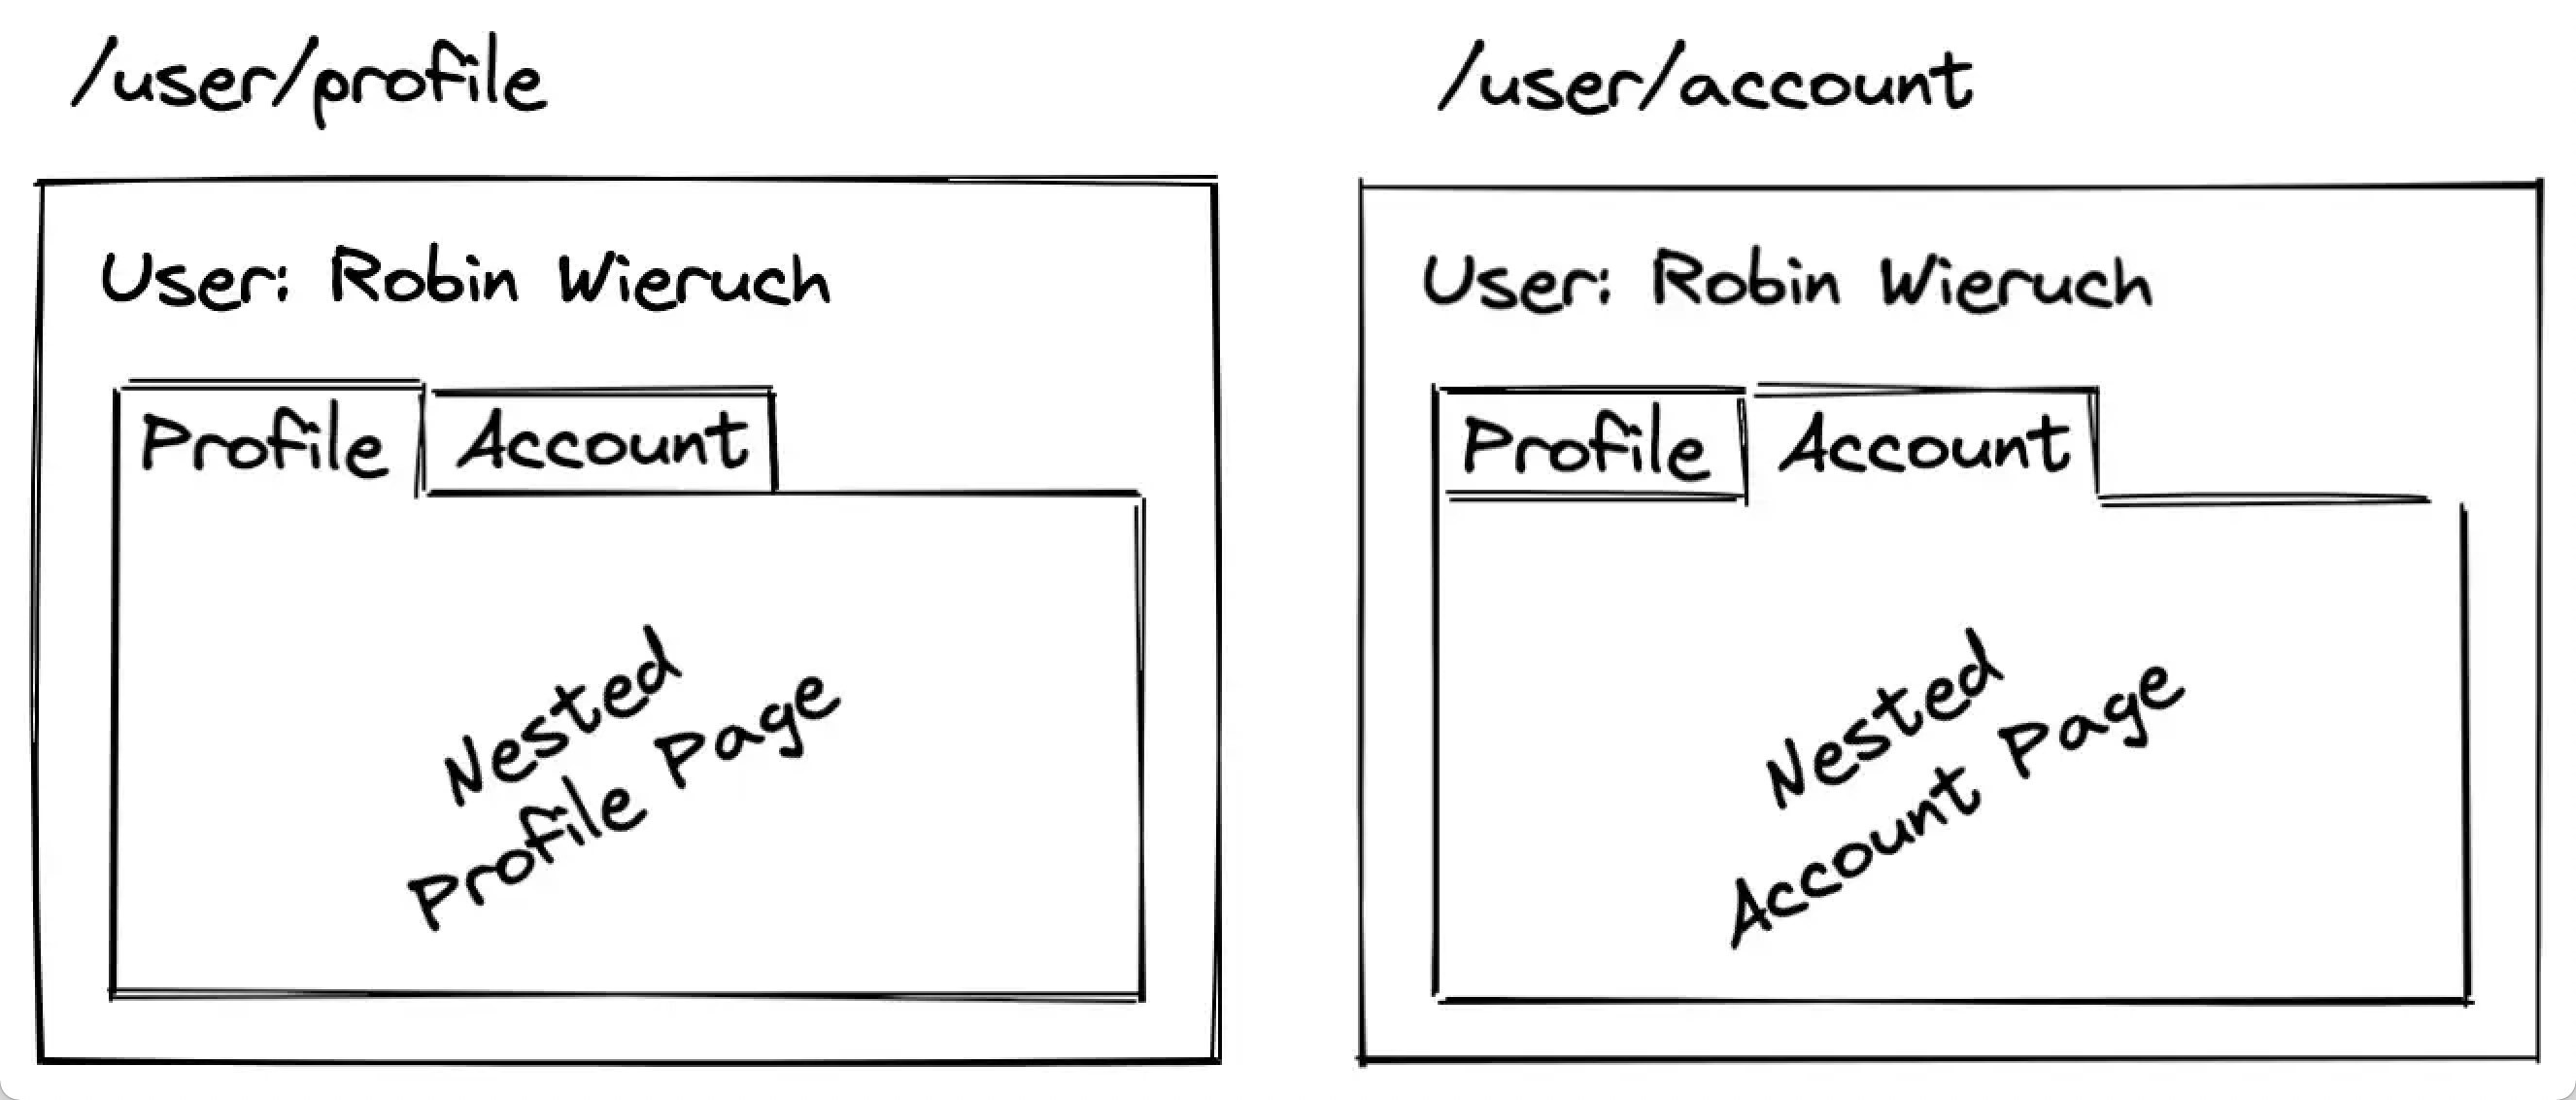 /user/profile
User: Robin Wieruch
Profile Account
Nested
Profile Page
/user/account
User: Robin Wieruch
Profile Account
Nested
Account Page